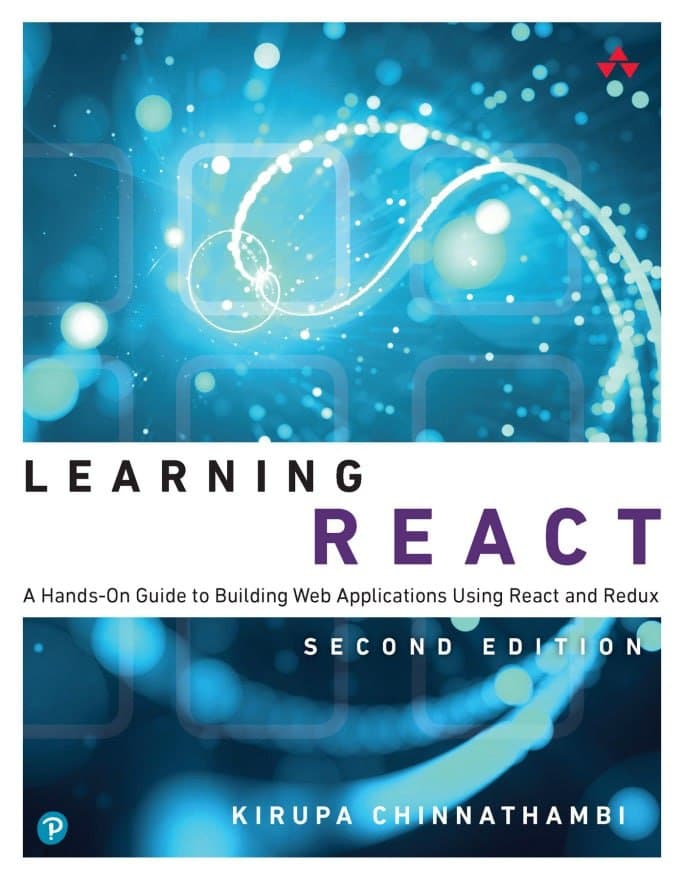 LEARNING
REACT
A Hands-On Guide to Building Web Applications Using React and Redux
SECOND EDITION
KIRUPA CHINNATHAMBI
P